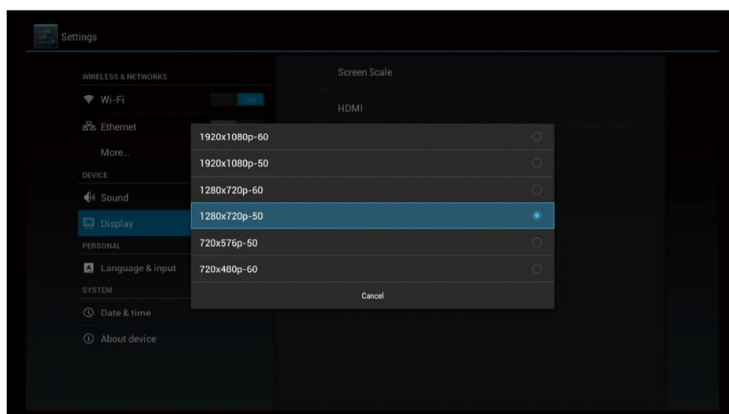 Settings
WIRELESS & NETWORKS
Wi-Fi ON
Ethernet
More...
DEVICE
Sound
Display
PERSONAL
Language & input
SYSTEM
Date & time
About device
Screen Scale
HDMI
1920x1080p-60
1920x1080p-50
1280x720p-60
1280x720p-50
720x576p-50
720x480p-60
Cancel